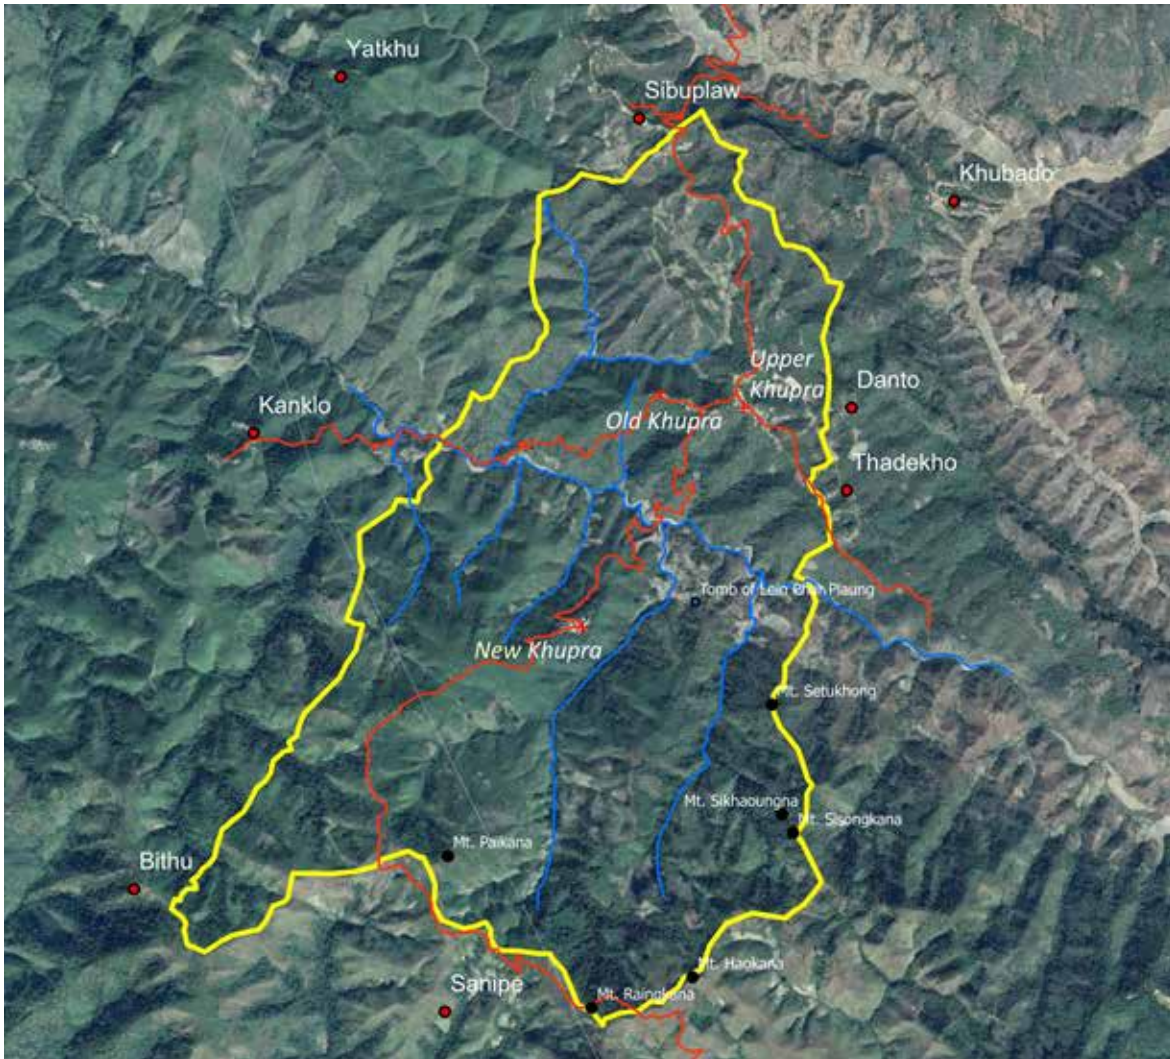 Yatkhu
Sibuplaw
Khubado
Upper
Khupra
Danto
Old Khupra
Kanklo
Thadekho
Tomb of Lein Phar Plaung
New Khupra
Mt. Setukhong
Mt. Sikhaoungna
Mt. Sisongkana
Mt. Paikana
Bithu
Mt. Haokana
Sanipe
Mt. Raingkana